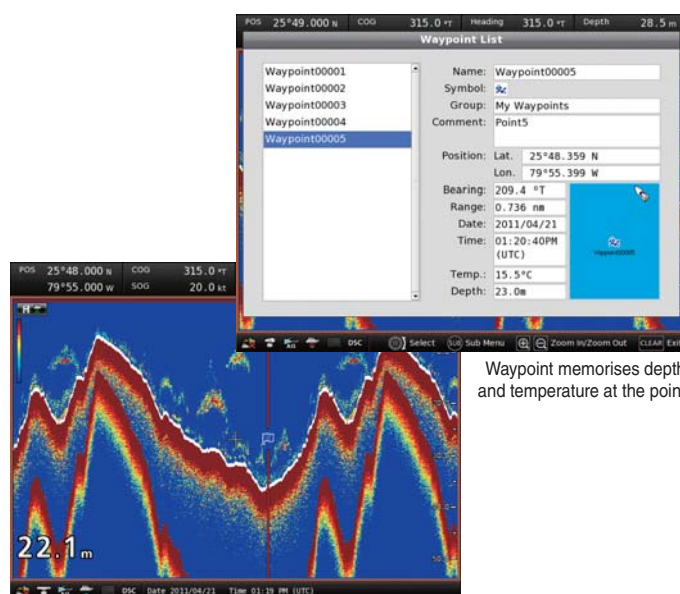 POS 25°49.000 N COG 315.0 °T Heading 315.0 °T Depth 28.5 m
Waypoint List
Waypoint00001
Waypoint00002
Waypoint00003
Waypoint00004
Waypoint00005
Name: Waypoint00005
Symbol:
Group: My Waypoints
Comment: Point5
Position: Lat. 25°48.359 N
Lon. 79°55.399 W
Bearing: 209.4 °T
Range: 0.736 nm
Date: 2011/04/21
Time: 01:20:40PM
(UTC)
Waypoint00005
Temp.: 15.5°C
Depth: 23.0m
DSC Select SUB Sub Menu Zoom In/Zoom Out CLEAR Exit
Waypoint memorises depth
and temperature at the point
POS 25°48.000 N COG 315.0 °T
79°55.000 W SOG 20.0 kt
A
22.1 m
DSC Date 2011/04/21 Time 01:19 PM (UTC)